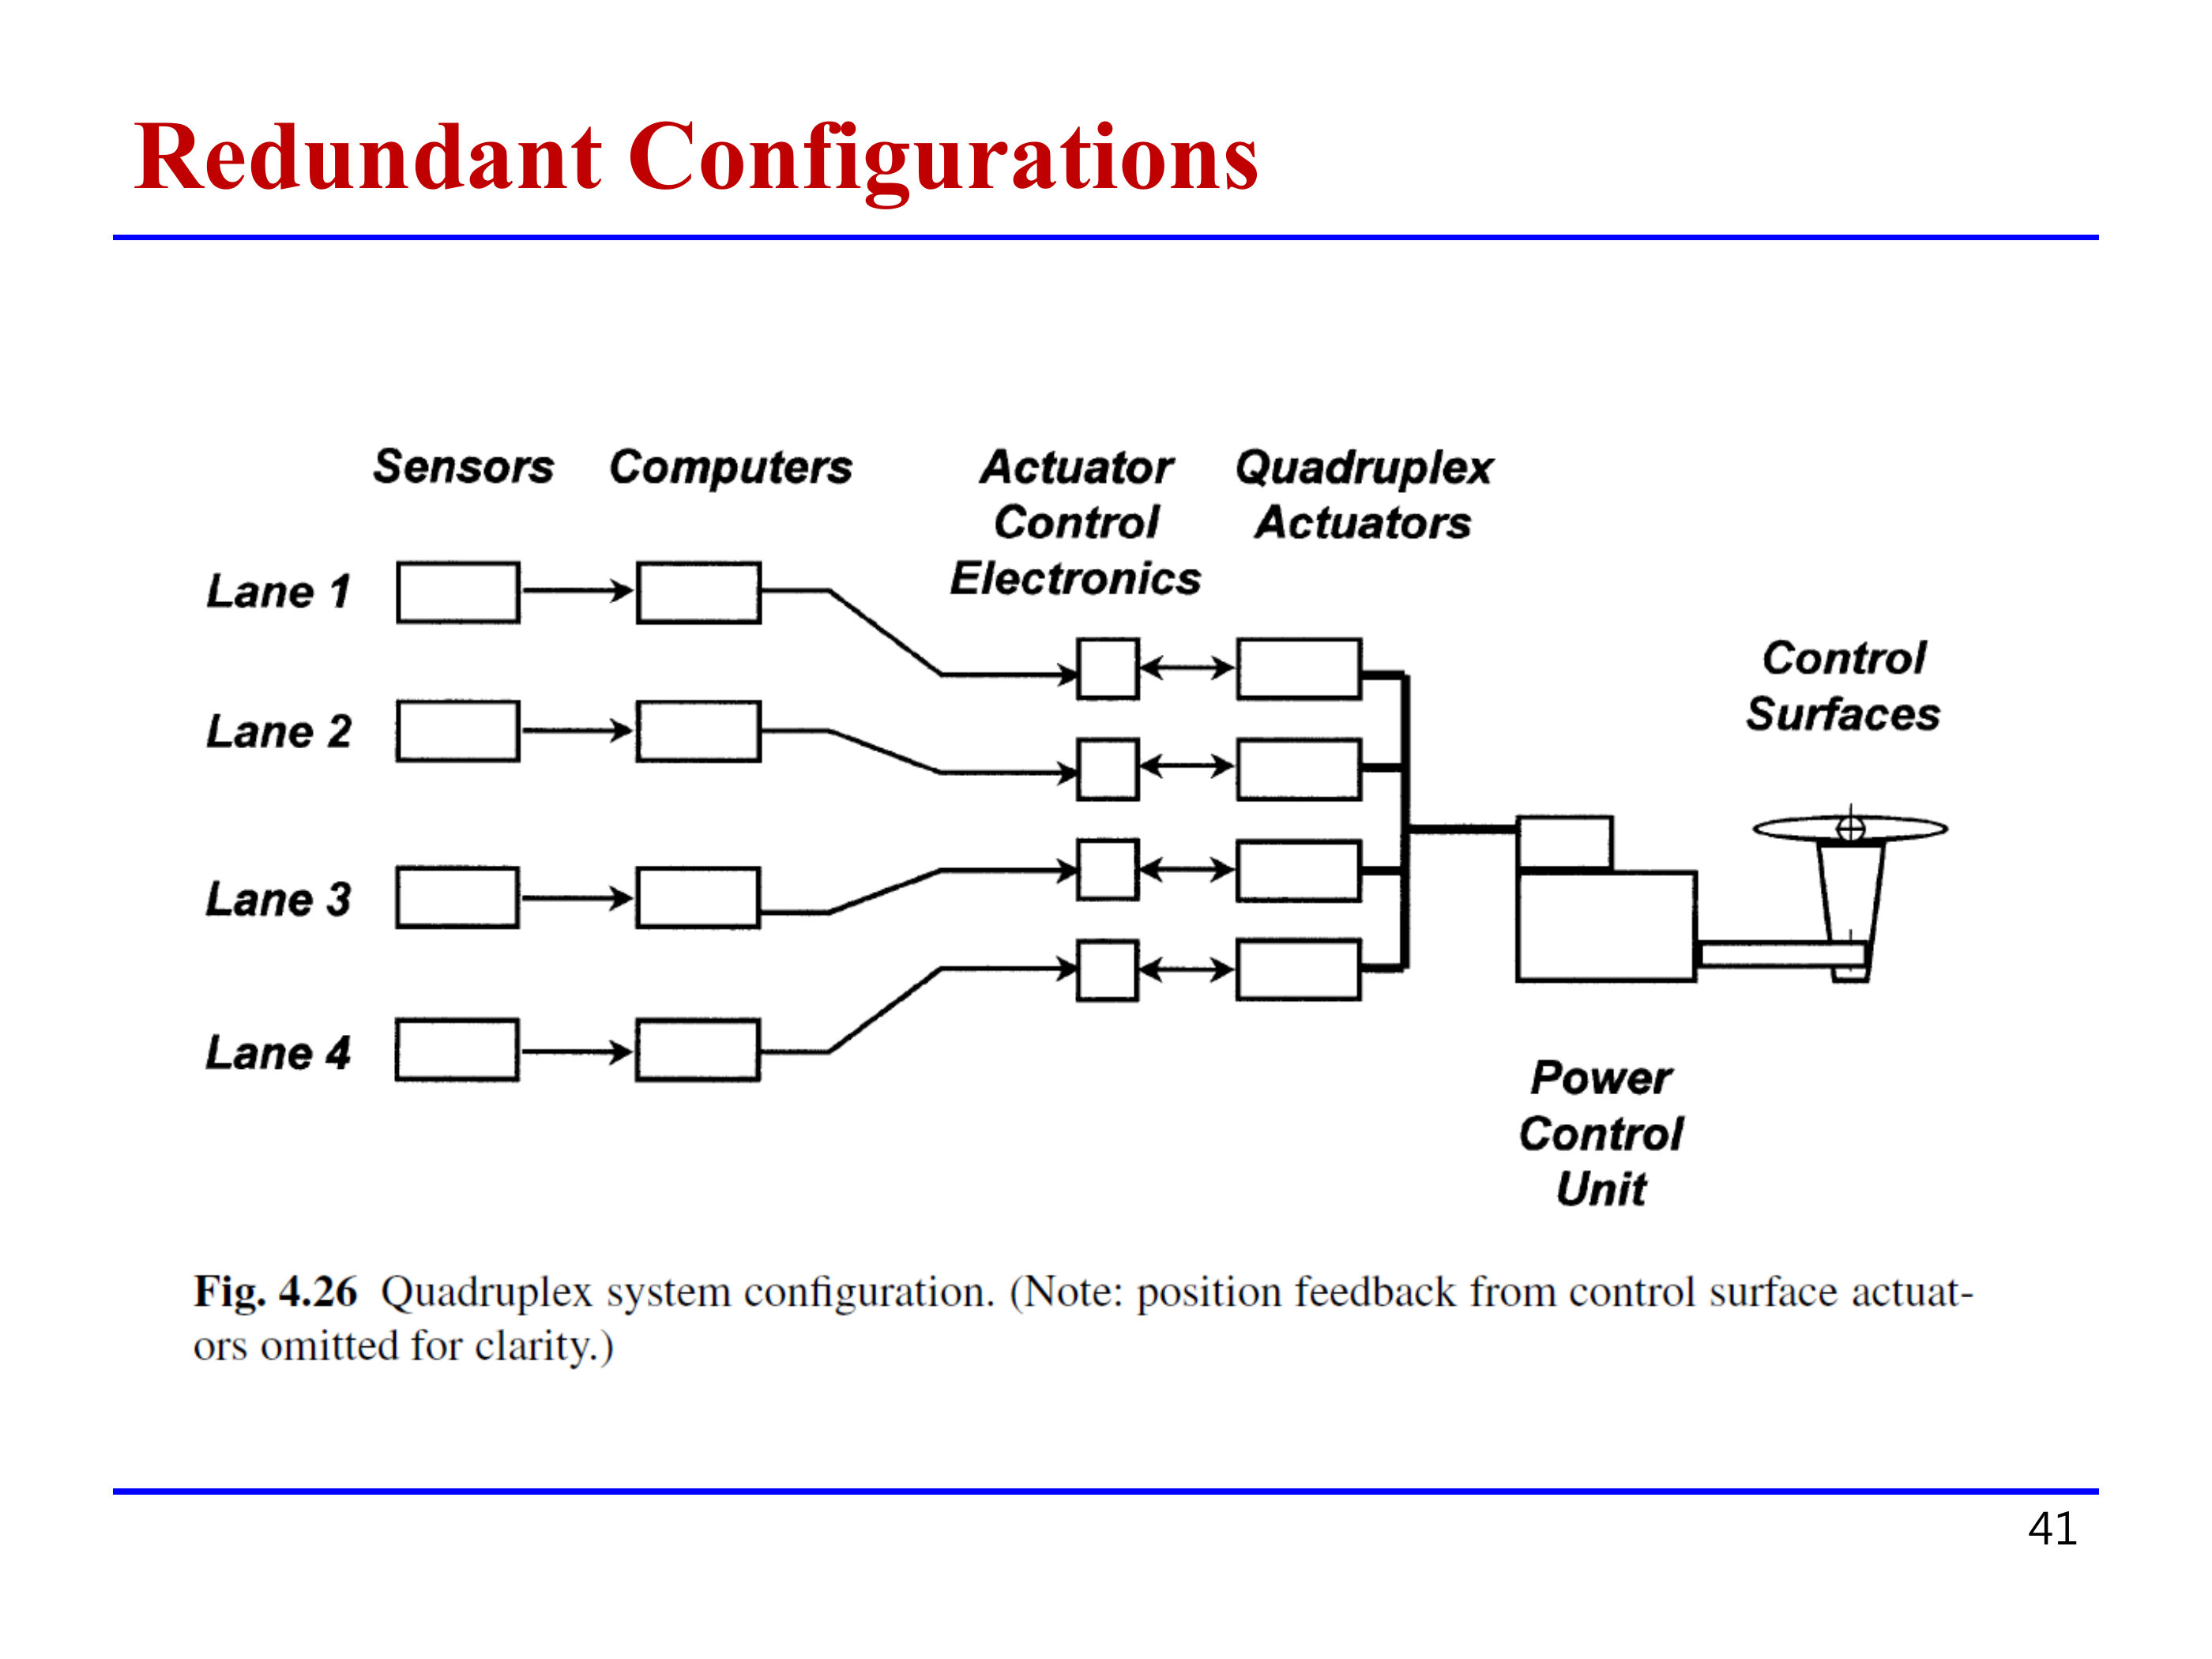 Redundant Configurations
Sensors Computers Actuator Quadruplex
Control Actuators
Electronics
Lane 1
Control
Surfaces
Lane 2
Lane 3
Lane 4
Power
Control
Unit
Fig. 4.26 Quadruplex system configuration. (Note: position feedback from control surface actuat-
ors omitted for clarity.)
41